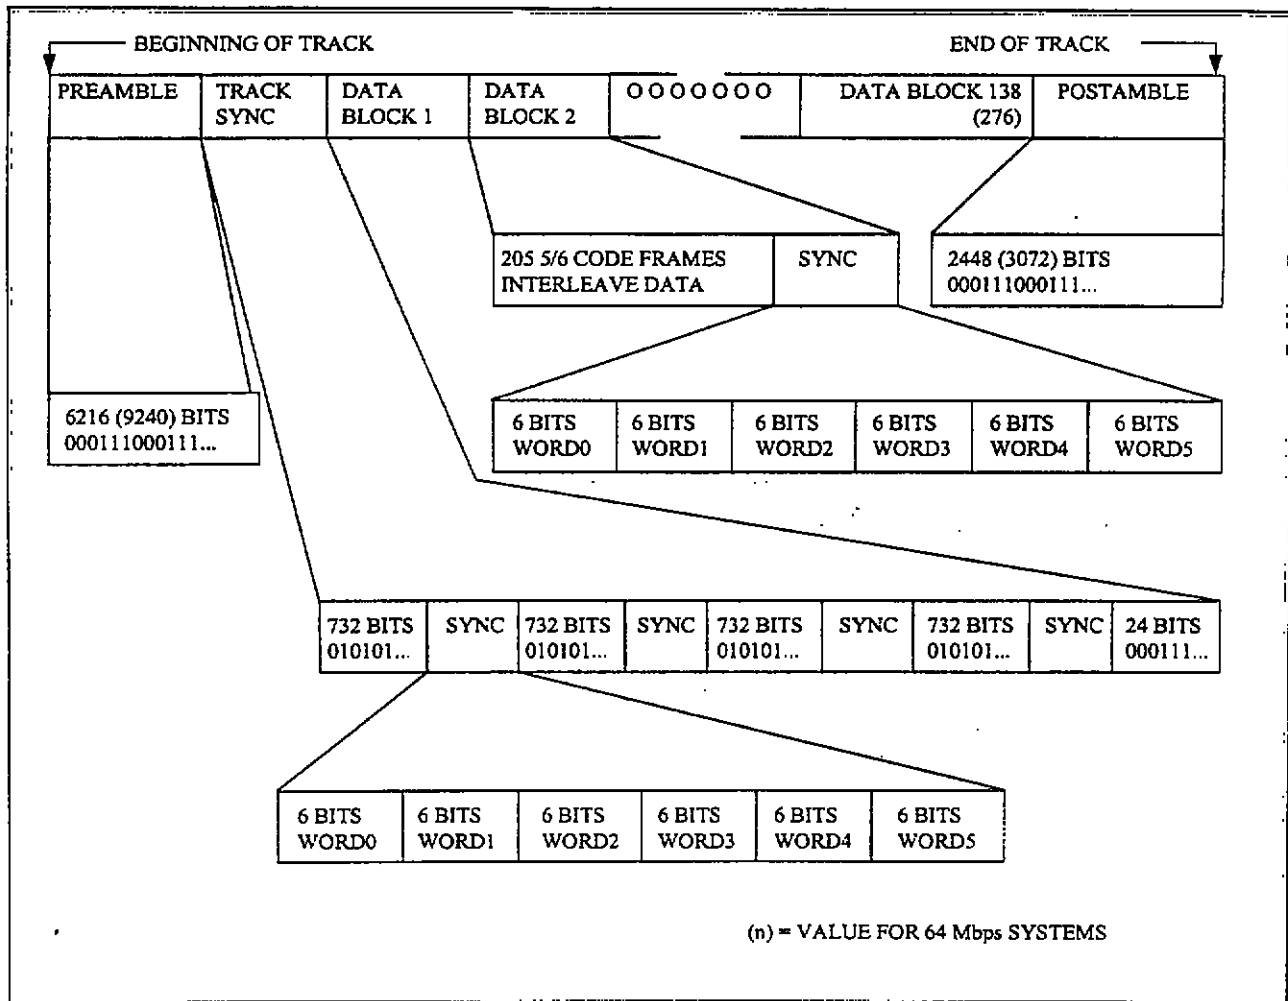 BEGINNING OF TRACK
END OF TRACK
PREAMBLE
TRACK
SYNC
DATA
BLOCK 1
DATA
BLOCK 2
OOOOOOO
DATA BLOCK 138
(276)
POSTAMBLE
205 5/6 CODE FRAMES
INTERLEAVE DATA
SYNC
2448 (3072) BITS
000111000111...
6216 (9240) BITS
000111000111...
6 BITS
WORD0
6 BITS
WORD1
6 BITS
WORD2
6 BITS
WORD3
6 BITS
WORD4
6 BITS
WORD5
732 BITS
010101...
SYNC
732 BITS
010101...
SYNC
732 BITS
010101...
SYNC
732 BITS
010101...
SYNC
24 BITS
000111...
6 BITS
WORD0
6 BITS
WORD1
6 BITS
WORD2
6 BITS
WORD3
6 BITS
WORD4
6 BITS
WORD5
(n) = VALUE FOR 64 Mbps SYSTEMS